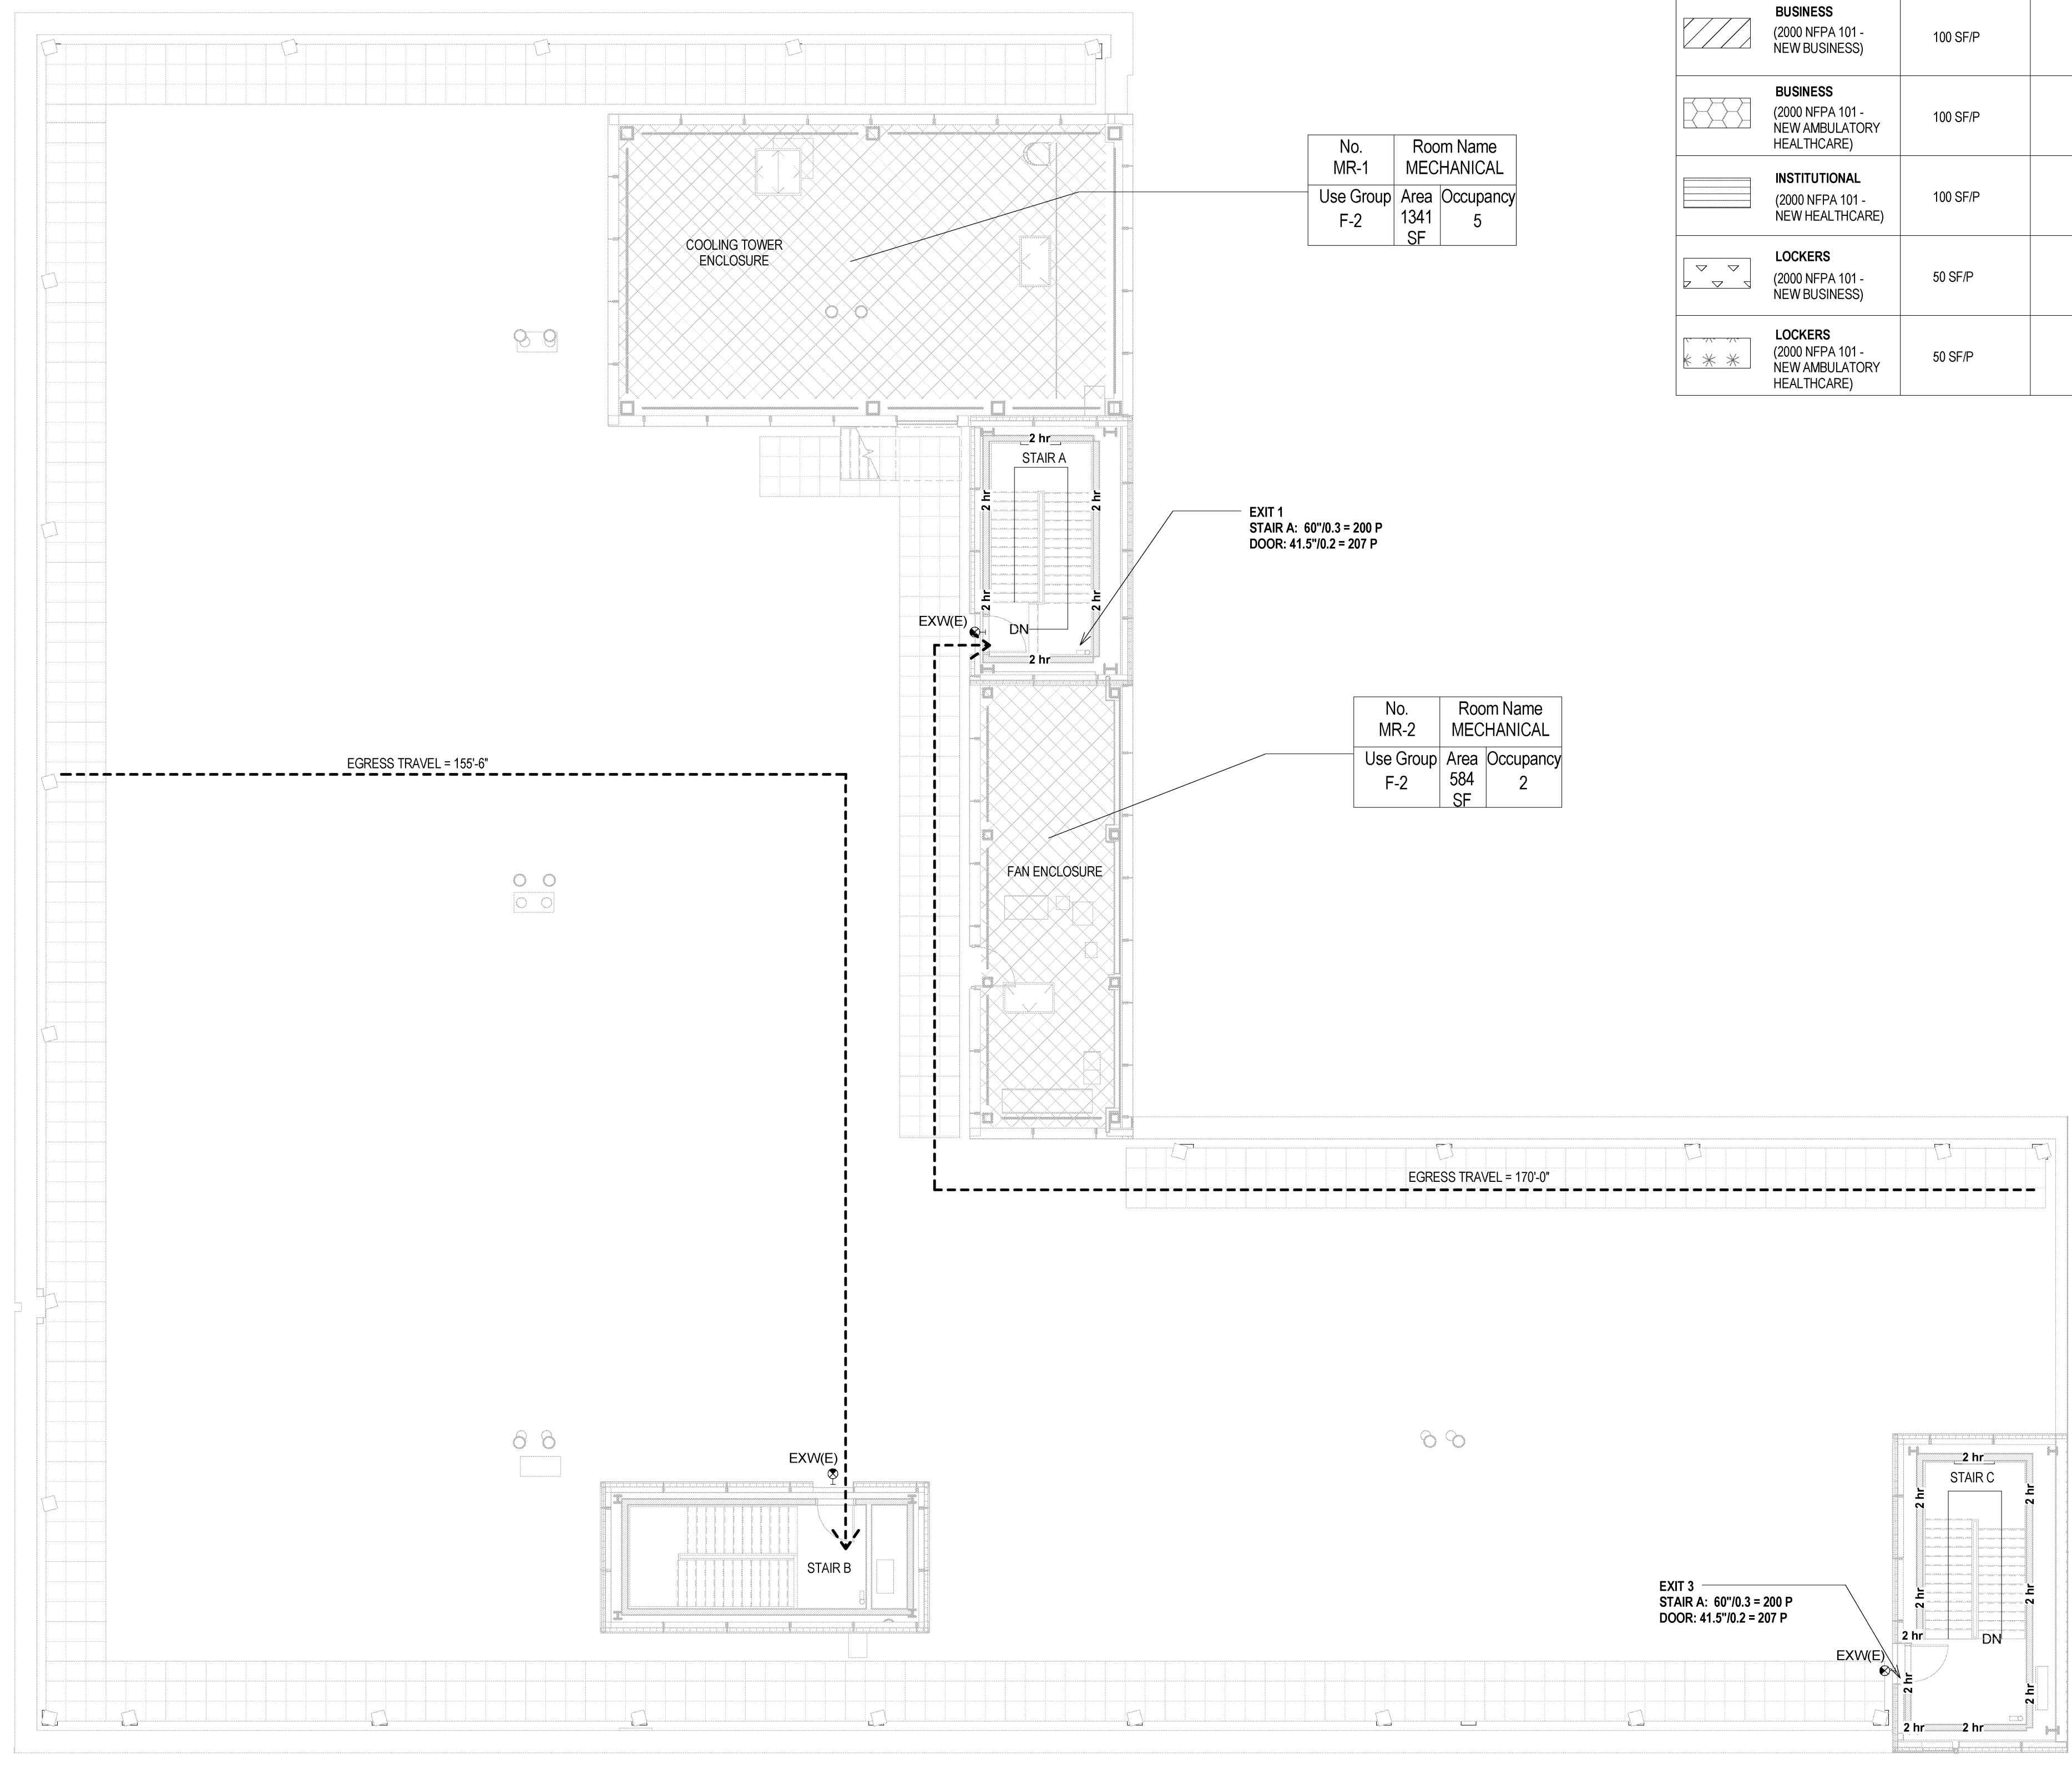 BUSINESS
(2000 NFPA 101 -
NEW BUSINESS)
100 SF/P
BUSINESS
(2000 NFPA 101 -
NEW AMBULATORY
HEALTHCARE)
100 SF/P
INSTITUTIONAL
(2000 NFPA 101 -
NEW HEALTHCARE)
100 SF/P
LOCKERS
(2000 NFPA 101 -
NEW BUSINESS)
50 SF/P
LOCKERS
(2000 NFPA 101 -
NEW AMBULATORY
HEALTHCARE)
50 SF/P
No.
MR-1
Room Name
MECHANICAL
Use Group
F-2
Area
1341
SF
Occupancy
5
COOLING TOWER
ENCLOSURE
2 hr
STAIR A
2 hr
2 hr
2 hr
2 hr
EXW(E)
DN
2 hr
EXIT 1
STAIR A: 60"/0.3 = 200 P
DOOR: 41.5"/0.2 = 207 P
No.
MR-2
Room Name
MECHANICAL
Use Group
F-2
Area
584
SF
Occupancy
2
EGRESS TRAVEL = 155'-6"
FAN ENCLOSURE
EGRESS TRAVEL = 170'-0"
EXW(E)
STAIR B
2 hr
STAIR C
2 hr
2 hr
2 hr
2 hr
2 hr
DN
EXIT 3
STAIR A: 60"/0.3 = 200 P
DOOR: 41.5"/0.2 = 207 P
EXW(E)
2 hr
2 hr
2 hr
2 hr